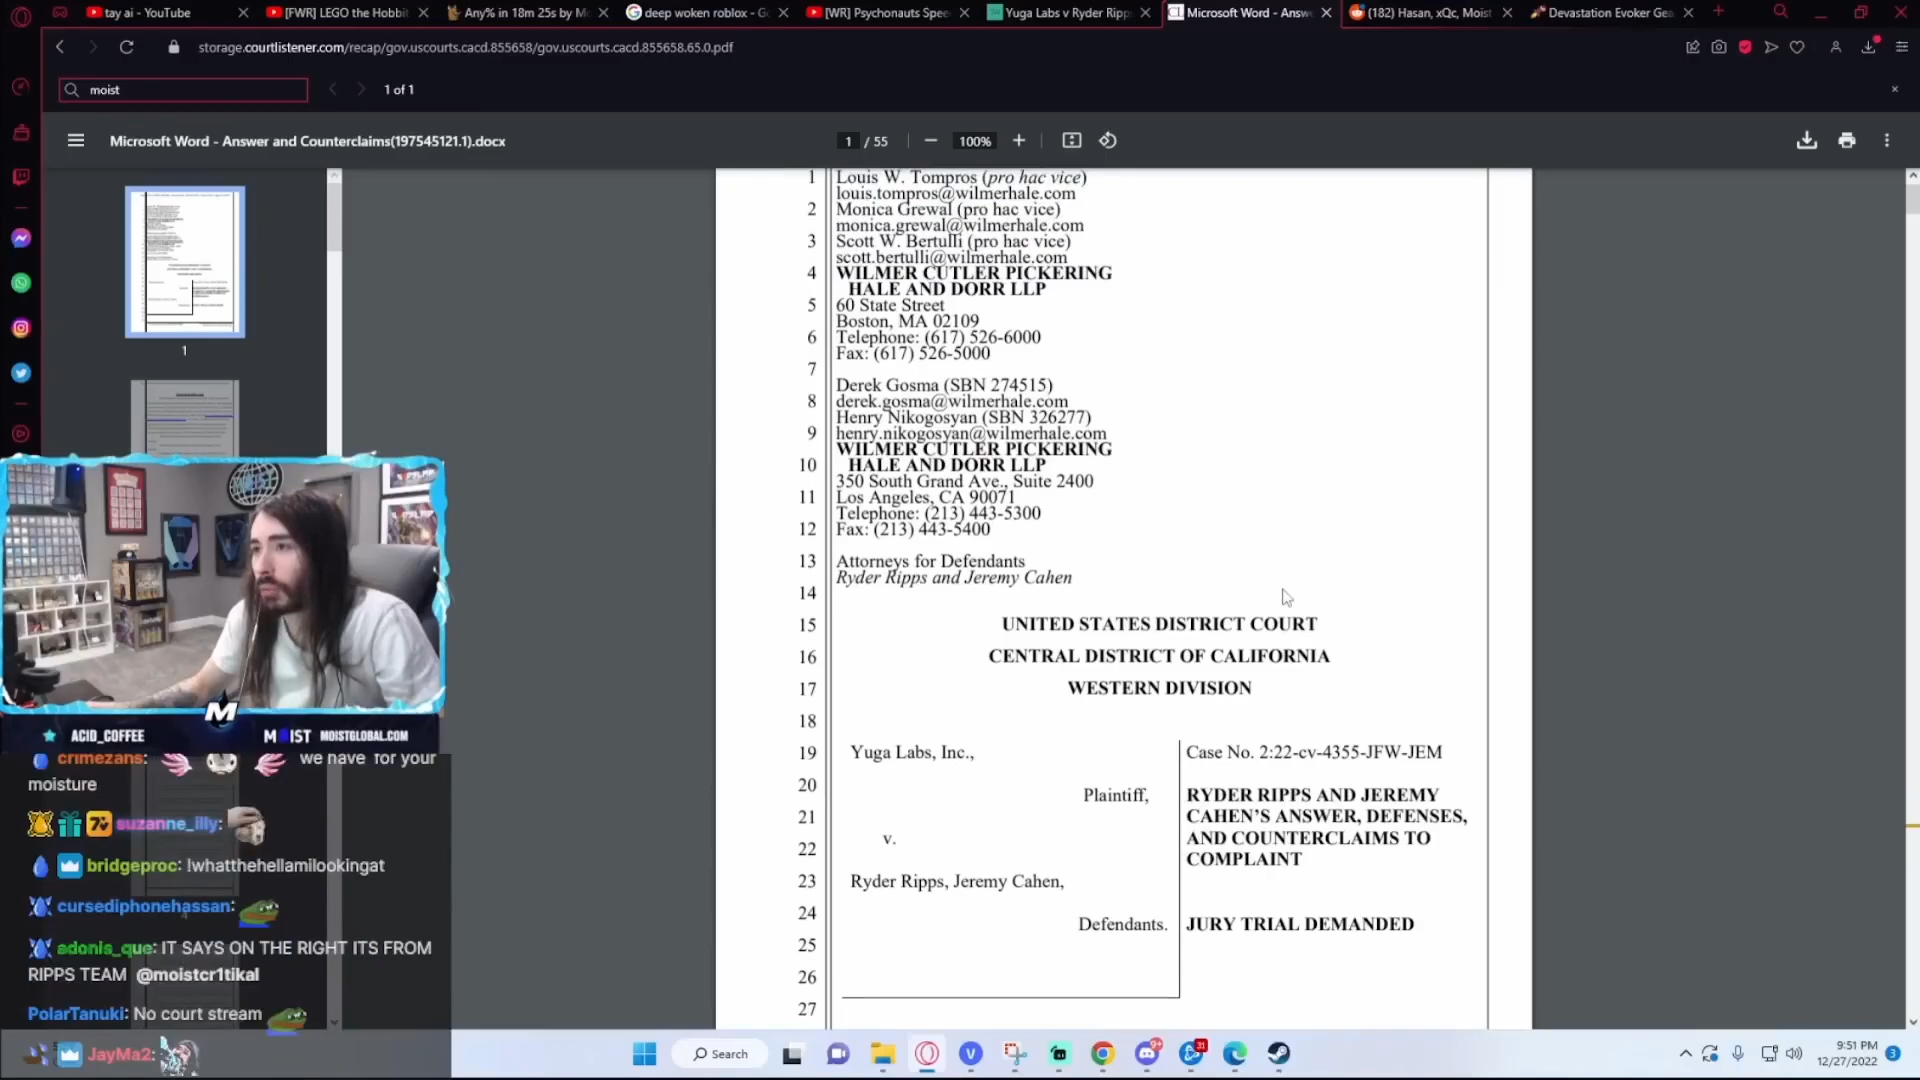 tay ai - YouTube
[FWR] LEGO the Hobbit
Any% in 18m 25s by Mo
deep woken roblox - Go
[WR] Psychonauts Spee
Yuga Labs v Ryder Ripp
Microsoft Word - Answ
(182) Hasan, xQc, Moist
Devastation Evoker Gea
storage.courtlistener.com/recap/gov.uscourts.cacd.855658/gov.uscourts.cacd.855658.65.0.pdf
moist
1 of 1
Microsoft Word - Answer and Counterclaims(197545121.1).docx
1 / 55
100%
1
1 Louis W. Tompros (pro hac vice)
louis.tompros@wilmerhale.com
2 Monica Grewal (pro hac vice)
monica.grewal@wilmerhale.com
3 Scott W. Bertulli (pro hac vice)
scott.bertulli@wilmerhale.com
4 WILMER CUTLER PICKERING
HALE AND DORR LLP
5 60 State Street
Boston, MA 02109
6 Telephone: (617) 526-6000
Fax: (617) 526-5000
7
Derek Gosma (SBN 274515)
8 derek.gosma@wilmerhale.com
Henry Nikogosyan (SBN 326277)
9 henry.nikogosyan@wilmerhale.com
WILMER CUTLER PICKERING
10 HALE AND DORR LLP
350 South Grand Ave., Suite 2400
11 Los Angeles, CA 90071
Telephone: (213) 443-5300
12 Fax: (213) 443-5400
13 Attorneys for Defendants
Ryder Ripps and Jeremy Cahen
14
15 UNITED STATES DISTRICT COURT
16 CENTRAL DISTRICT OF CALIFORNIA
17 WESTERN DIVISION
18
19 Yuga Labs, Inc.,
20 Plaintiff,
21
v.
22
23 Ryder Ripps, Jeremy Cahen,
24
Defendants.
25
26
27
Case No. 2:22-cv-4355-JFW-JEM
RYDER RIPPS AND JEREMY
CAHEN'S ANSWER, DEFENSES,
AND COUNTERCLAIMS TO
COMPLAINT
JURY TRIAL DEMANDED
M
ACID_COFFEE
MOIST MOISTGLOBAL.COM
crimezans: we have for your
moisture
suzanne_illy:
bridgeproc: !whatthehellamilookingat
cursediphonehassan:
adonis_que: IT SAYS ON THE RIGHT ITS FROM
RIPPS TEAM @moistcr1tikal
PolarTanuki: No court stream
JayMa2:
Search
9+
31
9:51 PM
12/27/2022
3